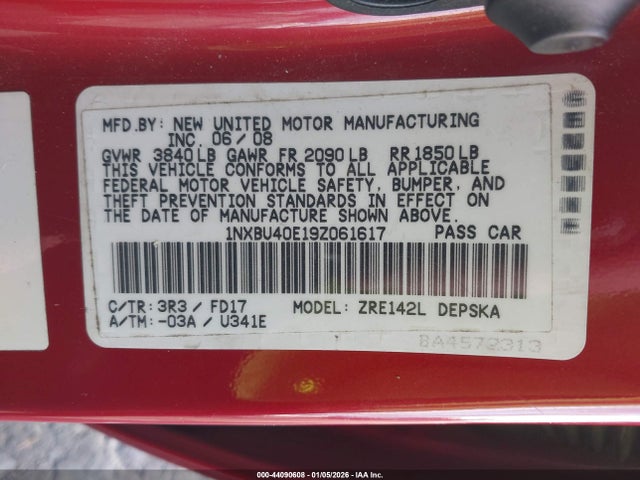 MFD.BY: NEW UNITED MOTOR MANUFACTURING
INC. 06/08
GVWR 3840LB GAWR FR 2090LB RR1850LB
THIS VEHICLE CONFORMS TO ALL APPLICABLE
FEDERAL MOTOR VEHICLE SAFETY, BUMPER, AND
THEFT PREVENTION STANDARDS IN EFFECT ON
THE DATE OF MANUFACTURE SHOWN ABOVE.
1NXBU40E19Z061617 PASS CAR
C/TR: 3R3 / FD17 MODEL: ZRE142L DEPSKA
A/TM: -03A / U341E
BA4572313
000-44090608 | 01/05/2026 | IAA Inc.